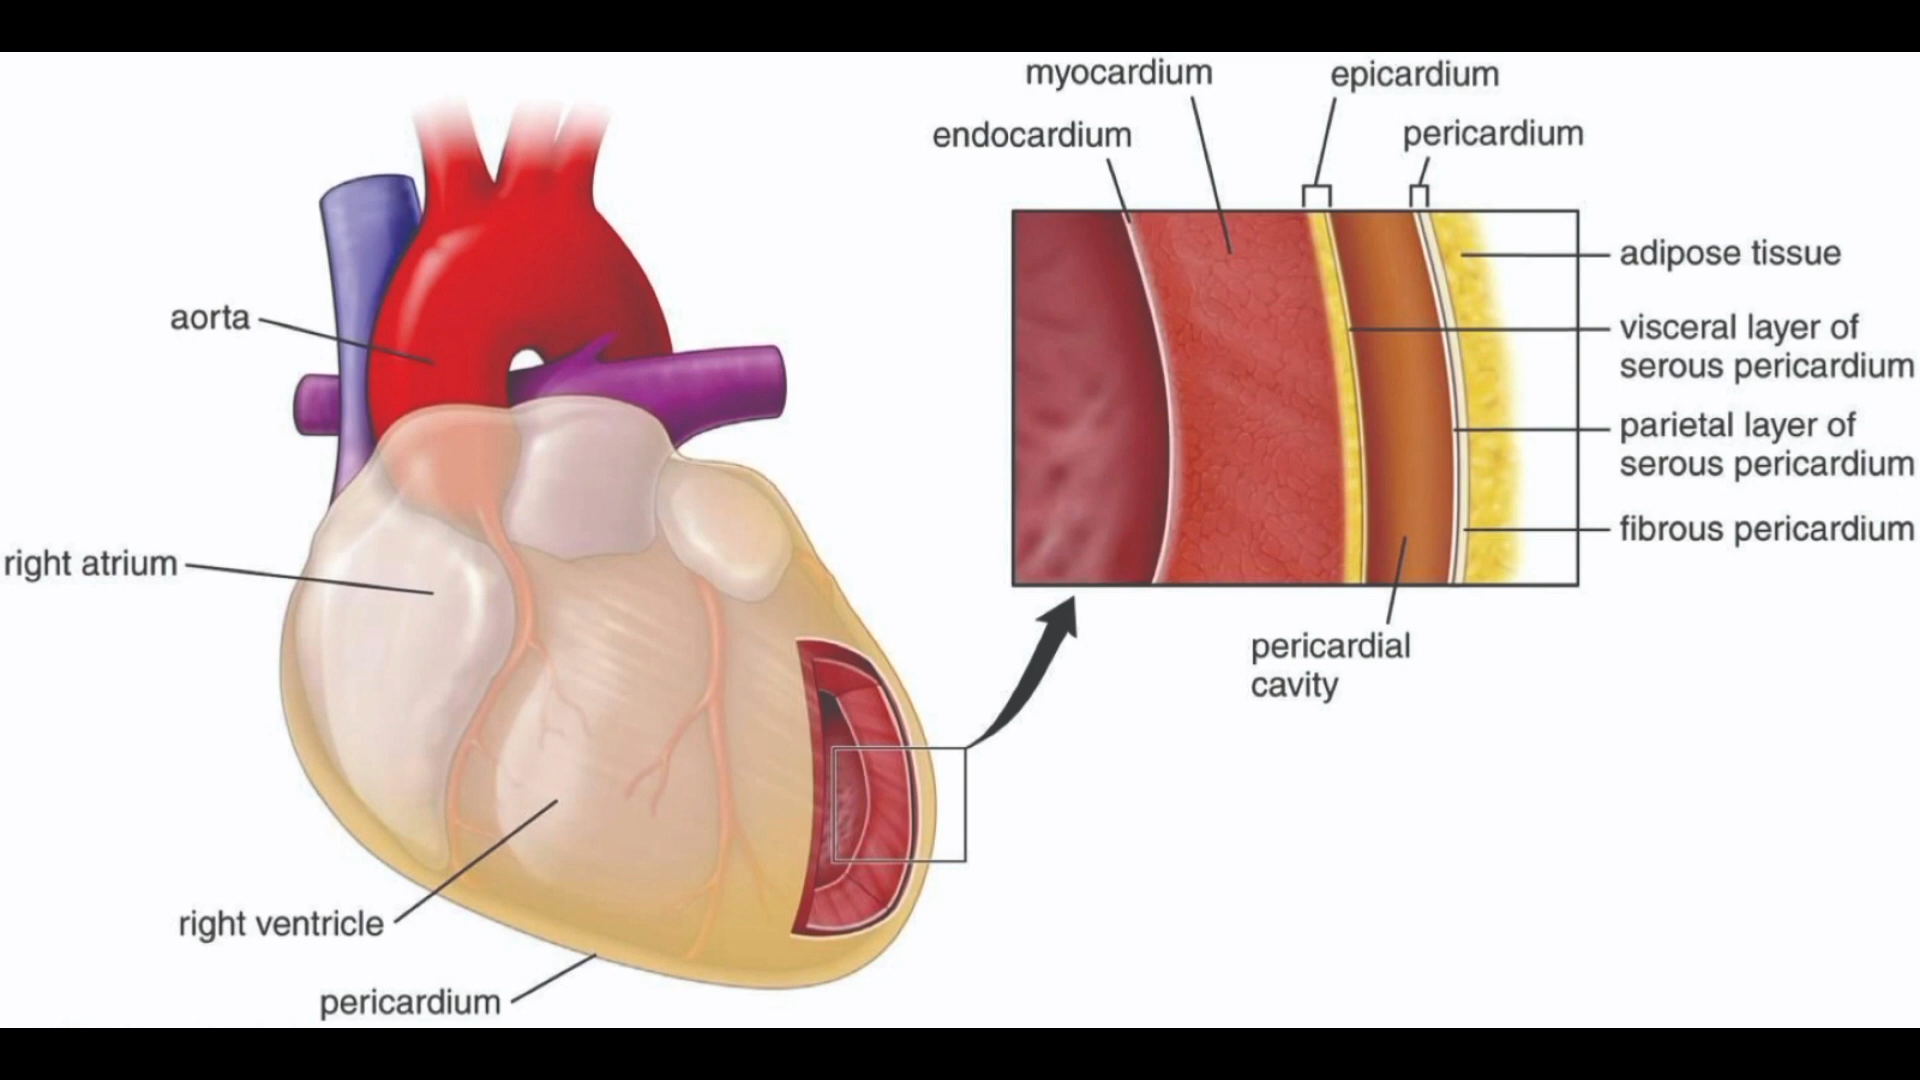 myocardium
epicardium
endocardium
pericardium
adipose tissue
visceral layer of
serous pericardium
parietal layer of
serous pericardium
fibrous pericardium
pericardial
cavity
aorta
right atrium
right ventricle
pericardium